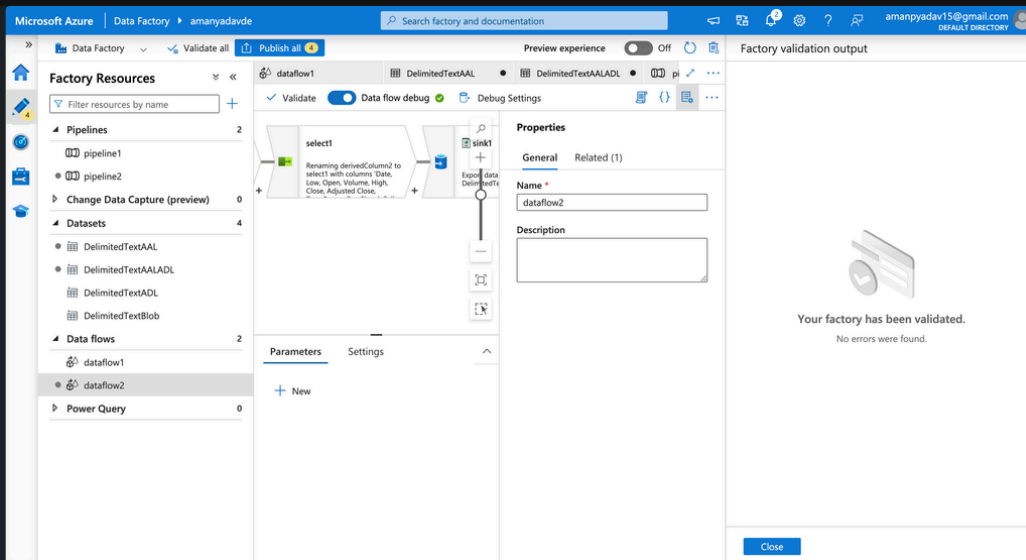 Microsoft Azure Data Factory amanyadavde Search factory and documentation 2 amanpyadav15@gmail.com
DEFAULT DIRECTORY
Data Factory Validate all Publish all 4 Preview experience Off Factory validation output
Factory Resources
dataflow1 DelimitedTextAAL DelimitedTextAALADL pi
Filter resources by name
Validate Data flow debug Debug Settings
4
Pipelines 2
pipeline1
pipeline2
Change Data Capture (preview) 0
Datasets 4
DelimitedTextAAL
DelimitedTextAALADL
DelimitedTextADL
DelimitedTextBlob
Data flows 2
dataflow1
dataflow2
Power Query 0
select1
Renaming derivedColumn2 to
select1 with columns 'Date,
Low, Open, Volume, High,
Close, Adjusted Close,
sink1
Export data
DelimitedTe
Parameters Settings
New
Properties
General Related (1)
Name *
dataflow2
Description
Your factory has been validated.
No errors were found.
Close